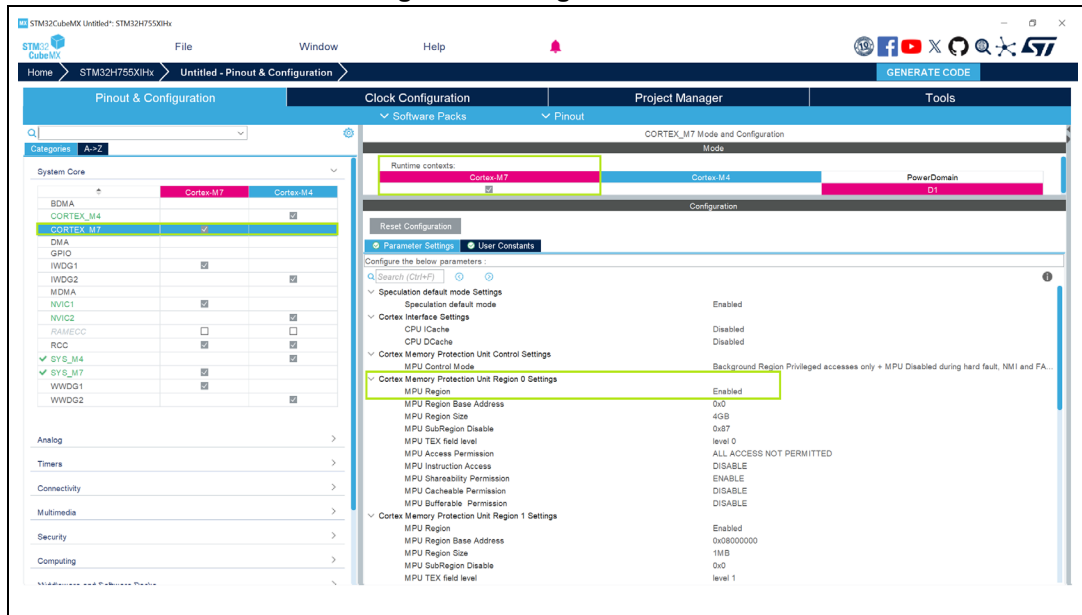 STM32CubeMX Untitled*: STM32H755XIHx
STM32 CubeMX File Window Help
Home STM32H755XIHx Untitled - Pinout & Configuration GENERATE CODE
Pinout & Configuration Clock Configuration Project Manager Tools
Software Packs Pinout
CORTEX_M7 Mode and Configuration
Categories A->Z
Mode
System Core
Runtime contexts:
Cortex-M7 Cortex-M4 PowerDomain
D1
Cortex-M7 Cortex-M4
BDMA
CORTEX_M4
CORTEX_M7
DMA
GPIO
IWDG1
IWDG2
MDMA
NVIC1
NVIC2
RAMECC
RCC
SYS_M4
SYS_M7
WWDG1
WWDG2
Analog
Timers
Connectivity
Multimedia
Security
Computing
Middleware and Software Packs
Configuration
Reset Configuration
Parameter Settings User Constants
Configure the below parameters :
Search (Ctrl+F)
Speculation default mode Settings
Speculation default mode Enabled
Cortex Interface Settings
CPU ICache Disabled
CPU DCache Disabled
Cortex Memory Protection Unit Control Settings
MPU Control Mode Background Region Privileged accesses only + MPU Disabled during hard fault, NMI and FA...
Cortex Memory Protection Unit Region 0 Settings
MPU Region Enabled
MPU Region Base Address 0x0
MPU Region Size 4GB
MPU SubRegion Disable 0x87
MPU TEX field level level 0
MPU Access Permission ALL ACCESS NOT PERMITTED
MPU Instruction Access DISABLE
MPU Shareability Permission ENABLE
MPU Cacheable Permission DISABLE
MPU Bufferable Permission DISABLE
Cortex Memory Protection Unit Region 1 Settings
MPU Region Enabled
MPU Region Base Address 0x08000000
MPU Region Size 1MB
MPU SubRegion Disable 0x0
MPU TEX field level level 1